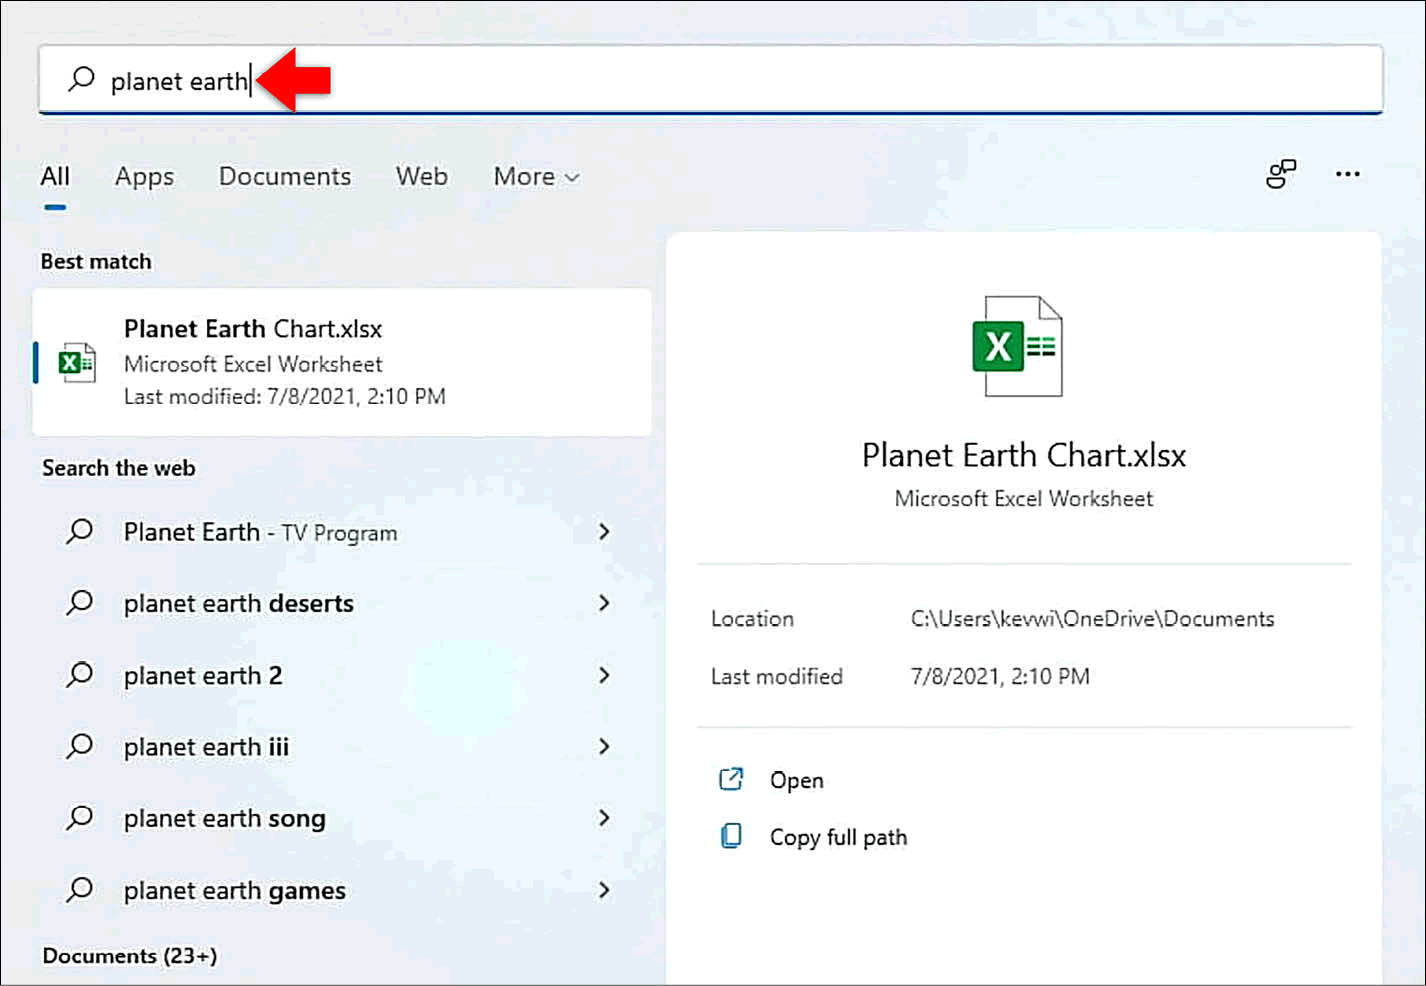 planet earth
All Apps Documents Web More
Best match
Planet Earth Chart.xlsx
Microsoft Excel Worksheet
Last modified: 7/8/2021, 2:10 PM
Search the web
Planet Earth - TV Program
planet earth deserts
planet earth 2
planet earth iii
planet earth song
planet earth games
Documents (23+)
Planet Earth Chart.xlsx
Microsoft Excel Worksheet
Location C:\Users\kevwi\OneDrive\Documents
Last modified 7/8/2021, 2:10 PM
Open
Copy full path